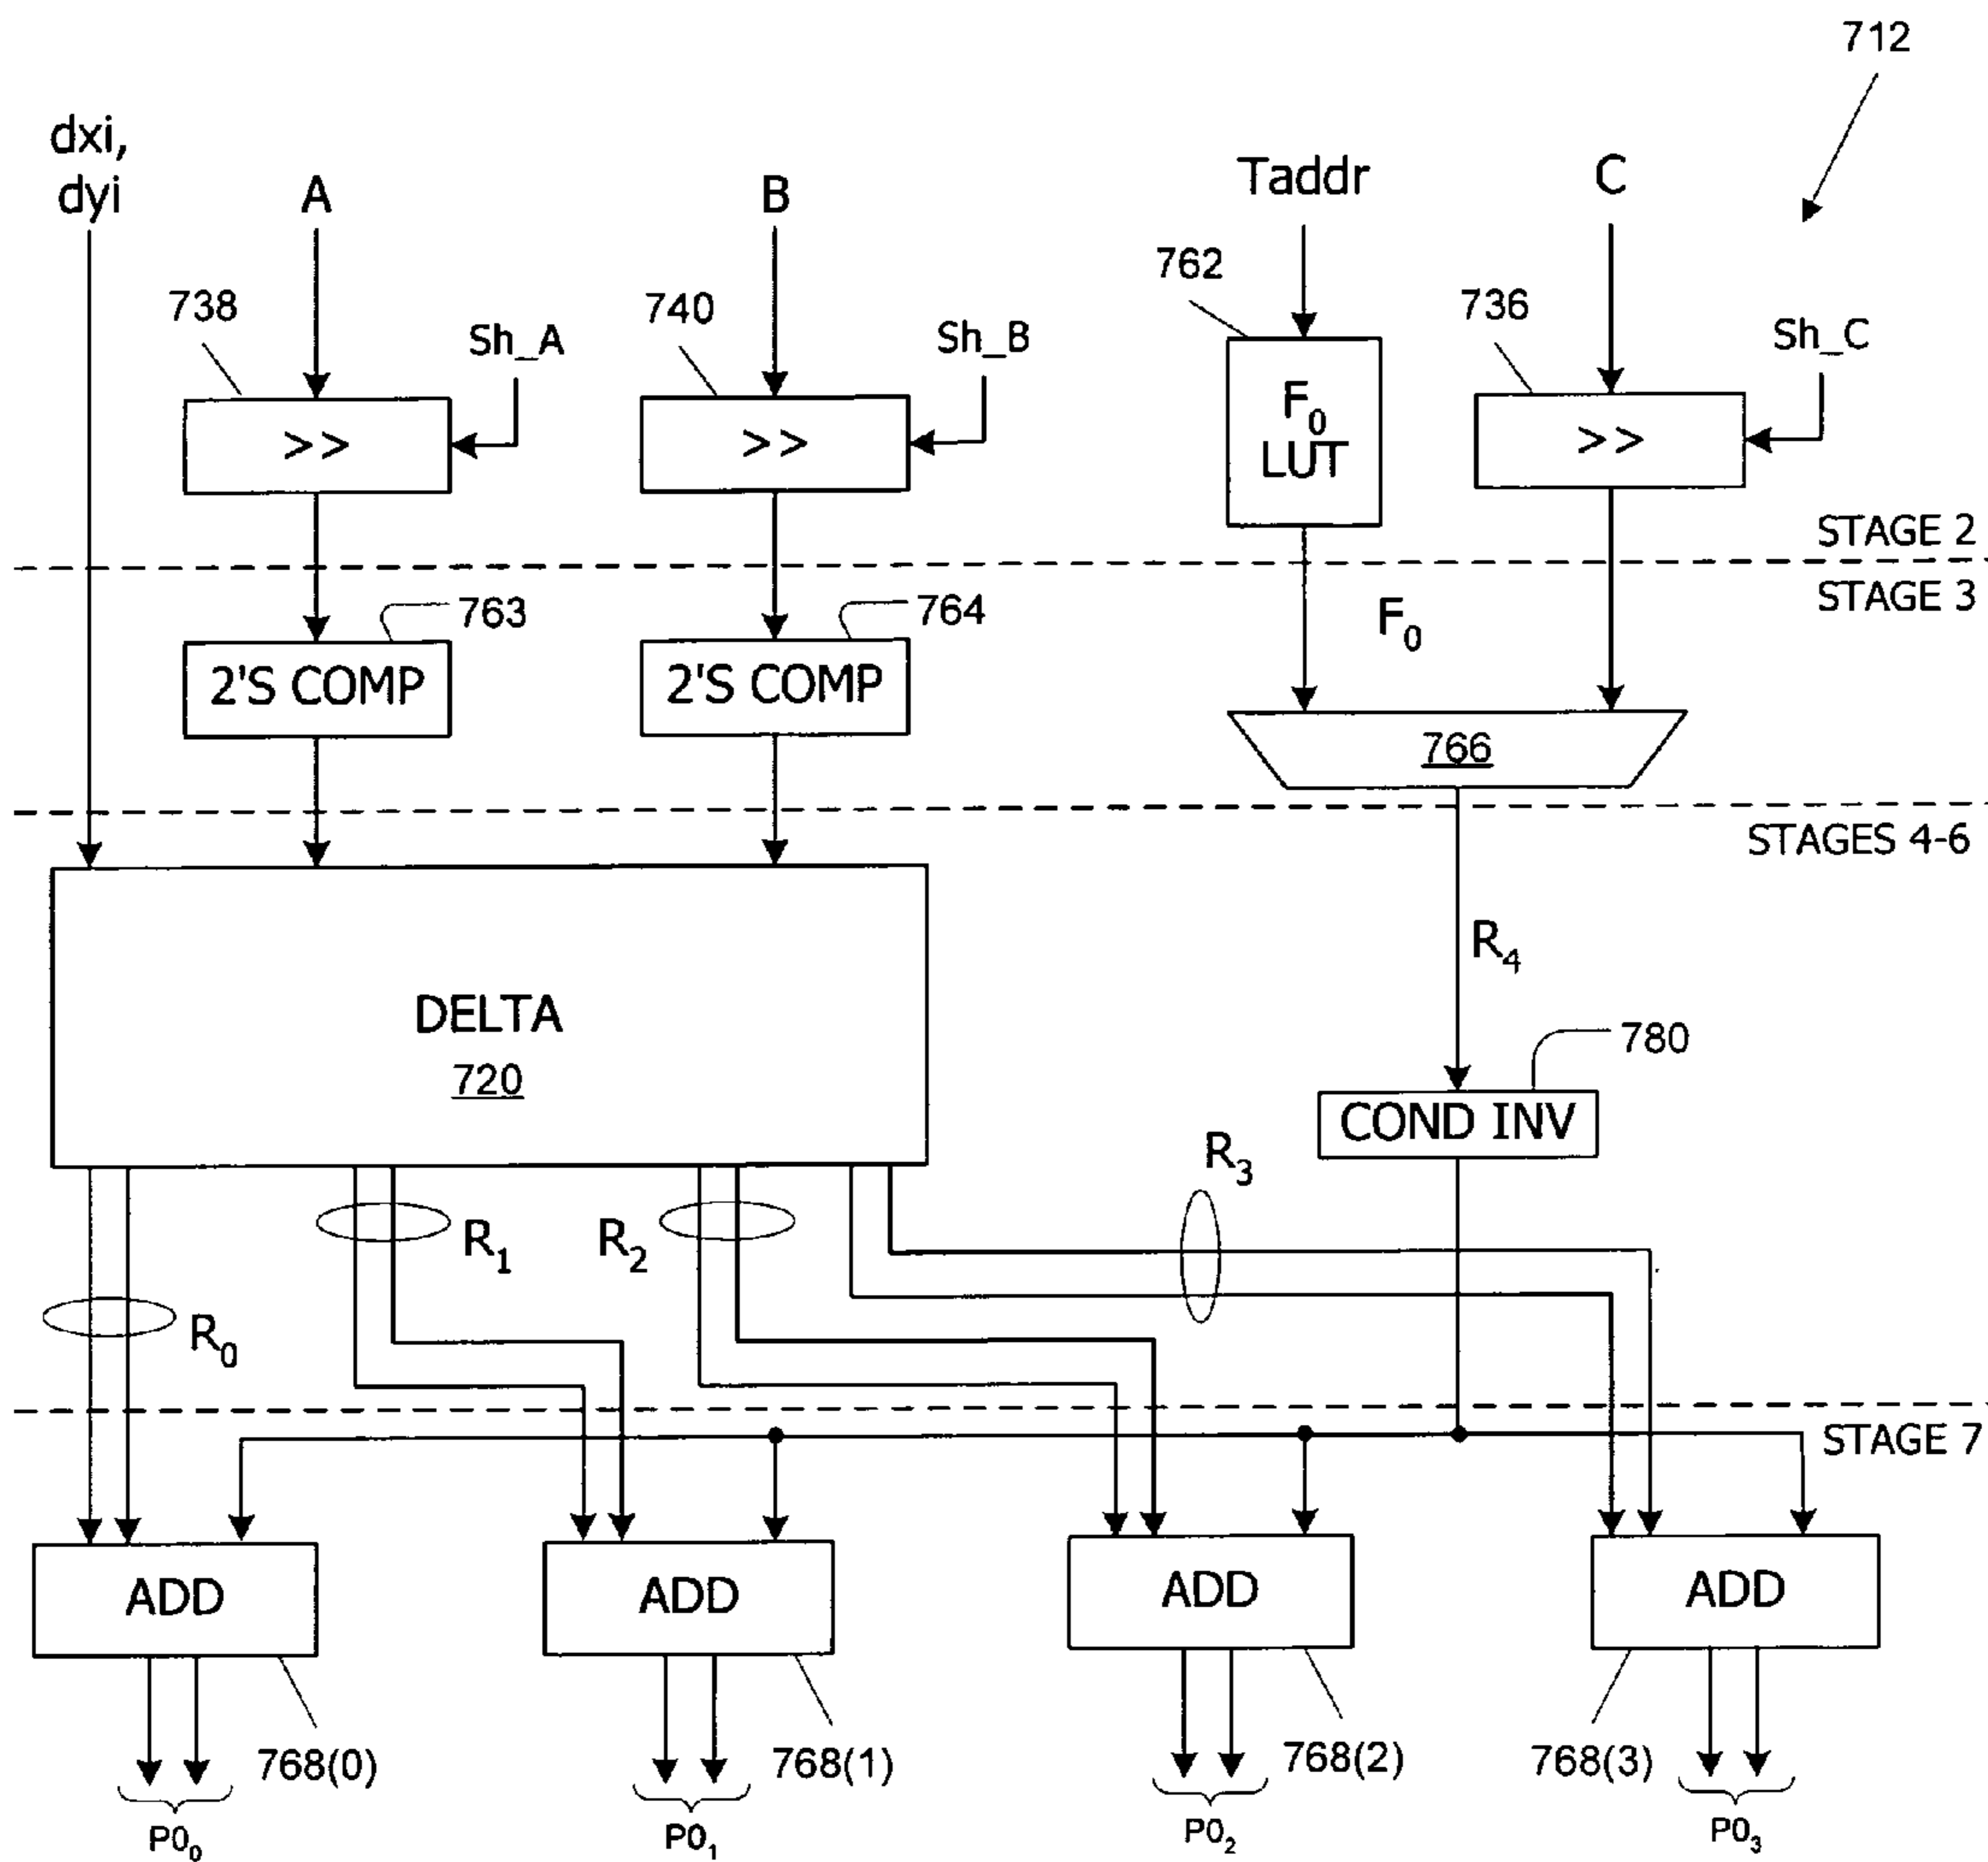 712
dxi,
dyi
A
B
Taddr
C
738
Sh_A
740
Sh_B
762
736
Sh_C
>>
>>
F0
LUT
>>
STAGE 2
STAGE 3
763
764
F0
2'S COMP
2'S COMP
766
STAGES 4-6
R4
DELTA
720
780
COND INV
R3
R1
R2
R0
STAGE 7
ADD
ADD
ADD
ADD
768(0)
768(1)
768(2)
768(3)
P00
P01
P02
P03